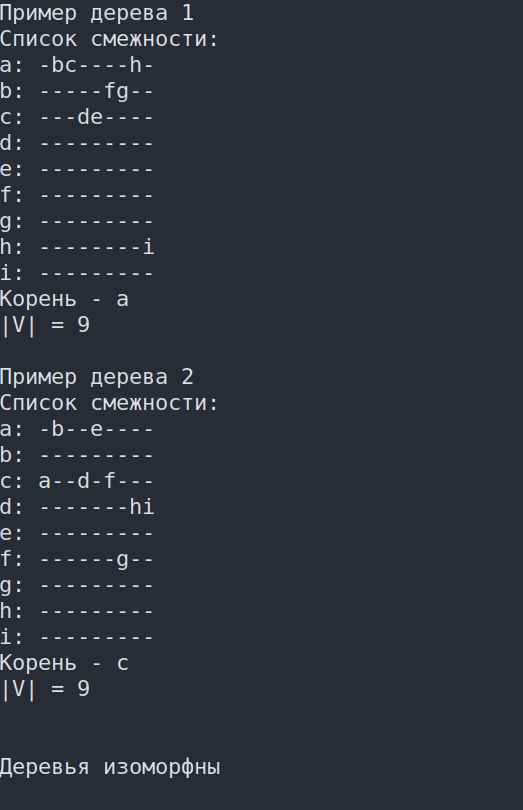 Пример дерева 1
Список смежности:
a: -bc----h-
b: -----fg--
c: ---de----
d: ---------
e: ---------
f: ---------
g: ---------
h: --------i
i: ---------
Корень - a
|V| = 9
Пример дерева 2
Список смежности:
a: -b--e----
b: ---------
c: a--d-f---
d: -------hi
e: ---------
f: ------g--
g: ---------
h: ---------
i: ---------
Корень - c
|V| = 9
Деревья изоморфны